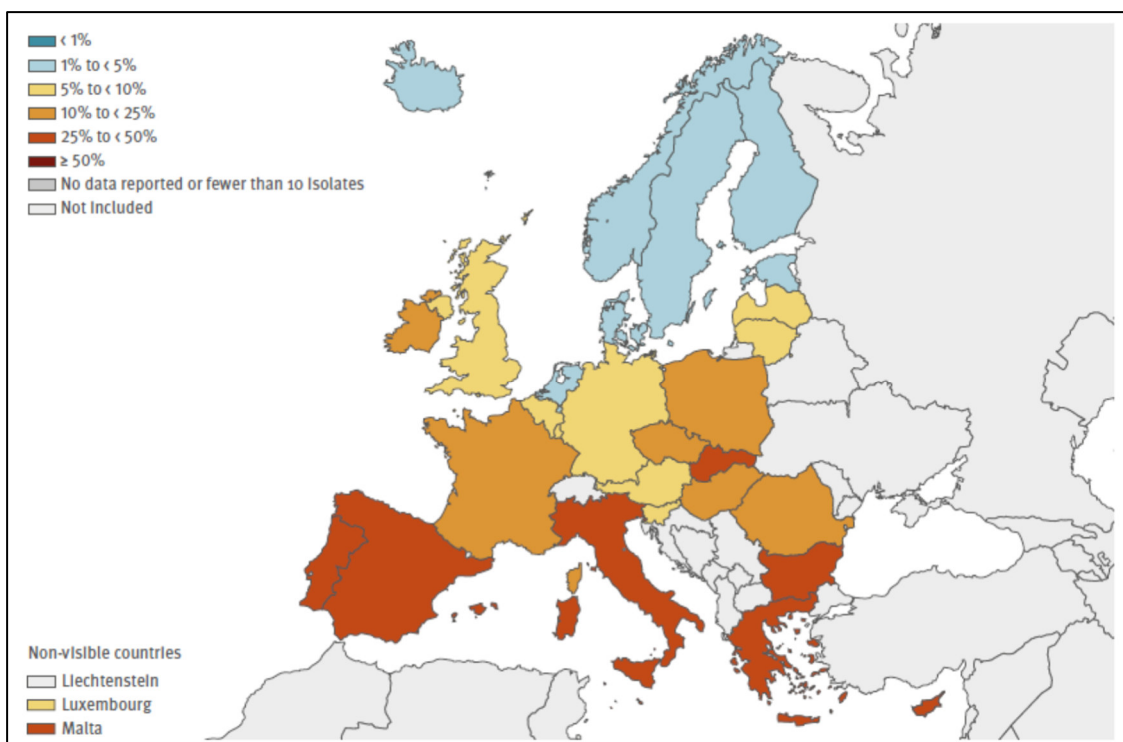 < 1%
1% to < 5%
5% to < 10%
10% to < 25%
25% to < 50%
≥ 50%
No data reported or fewer than 10 Isolates
Not Included
Non-visible countries
Liechtenstein
Luxembourg
Malta